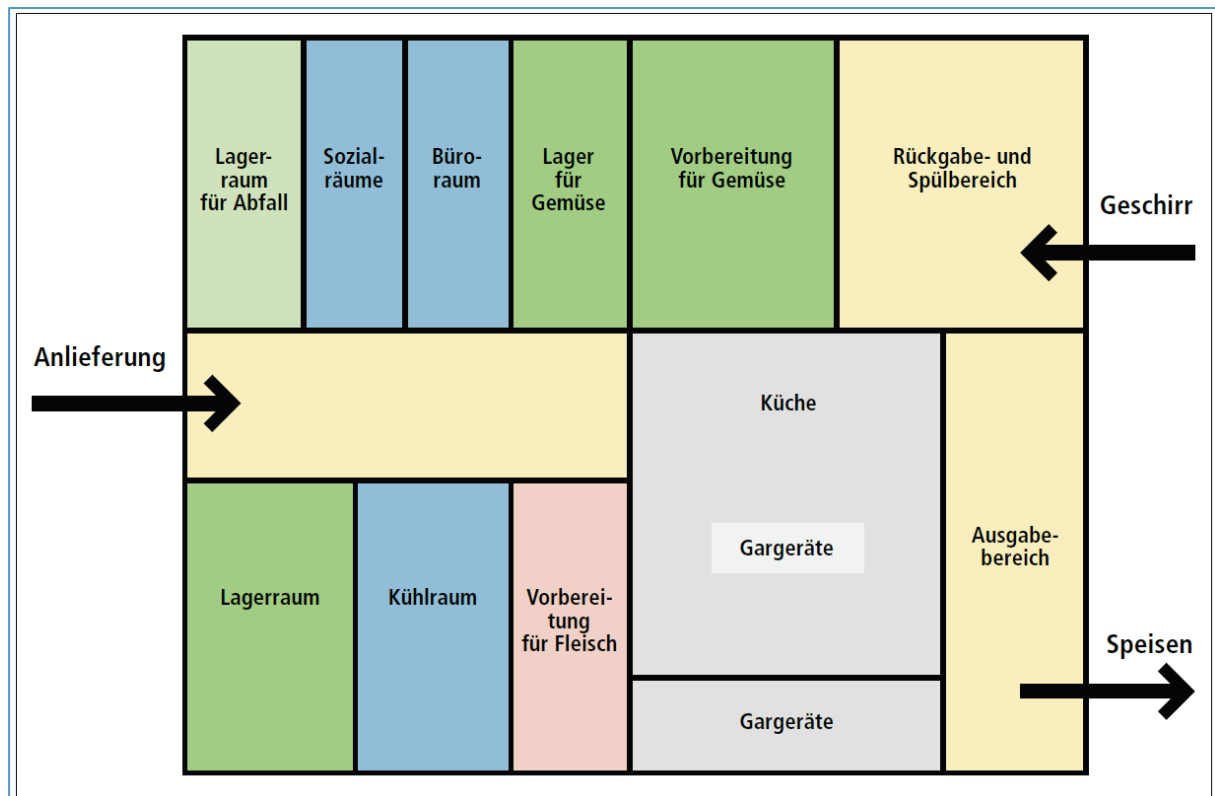 Lager-
raum
für Abfall
Sozial-
räume
Büro-
raum
Lager
für
Gemüse
Vorbereitung
für Gemüse
Rückgabe- und
Spülbereich
Geschirr
Anlieferung
Küche
Gargeräte
Ausgabe-
bereich
Lagerraum
Kühlraum
Vorberei-
tung
für Fleisch
Speisen
Gargeräte